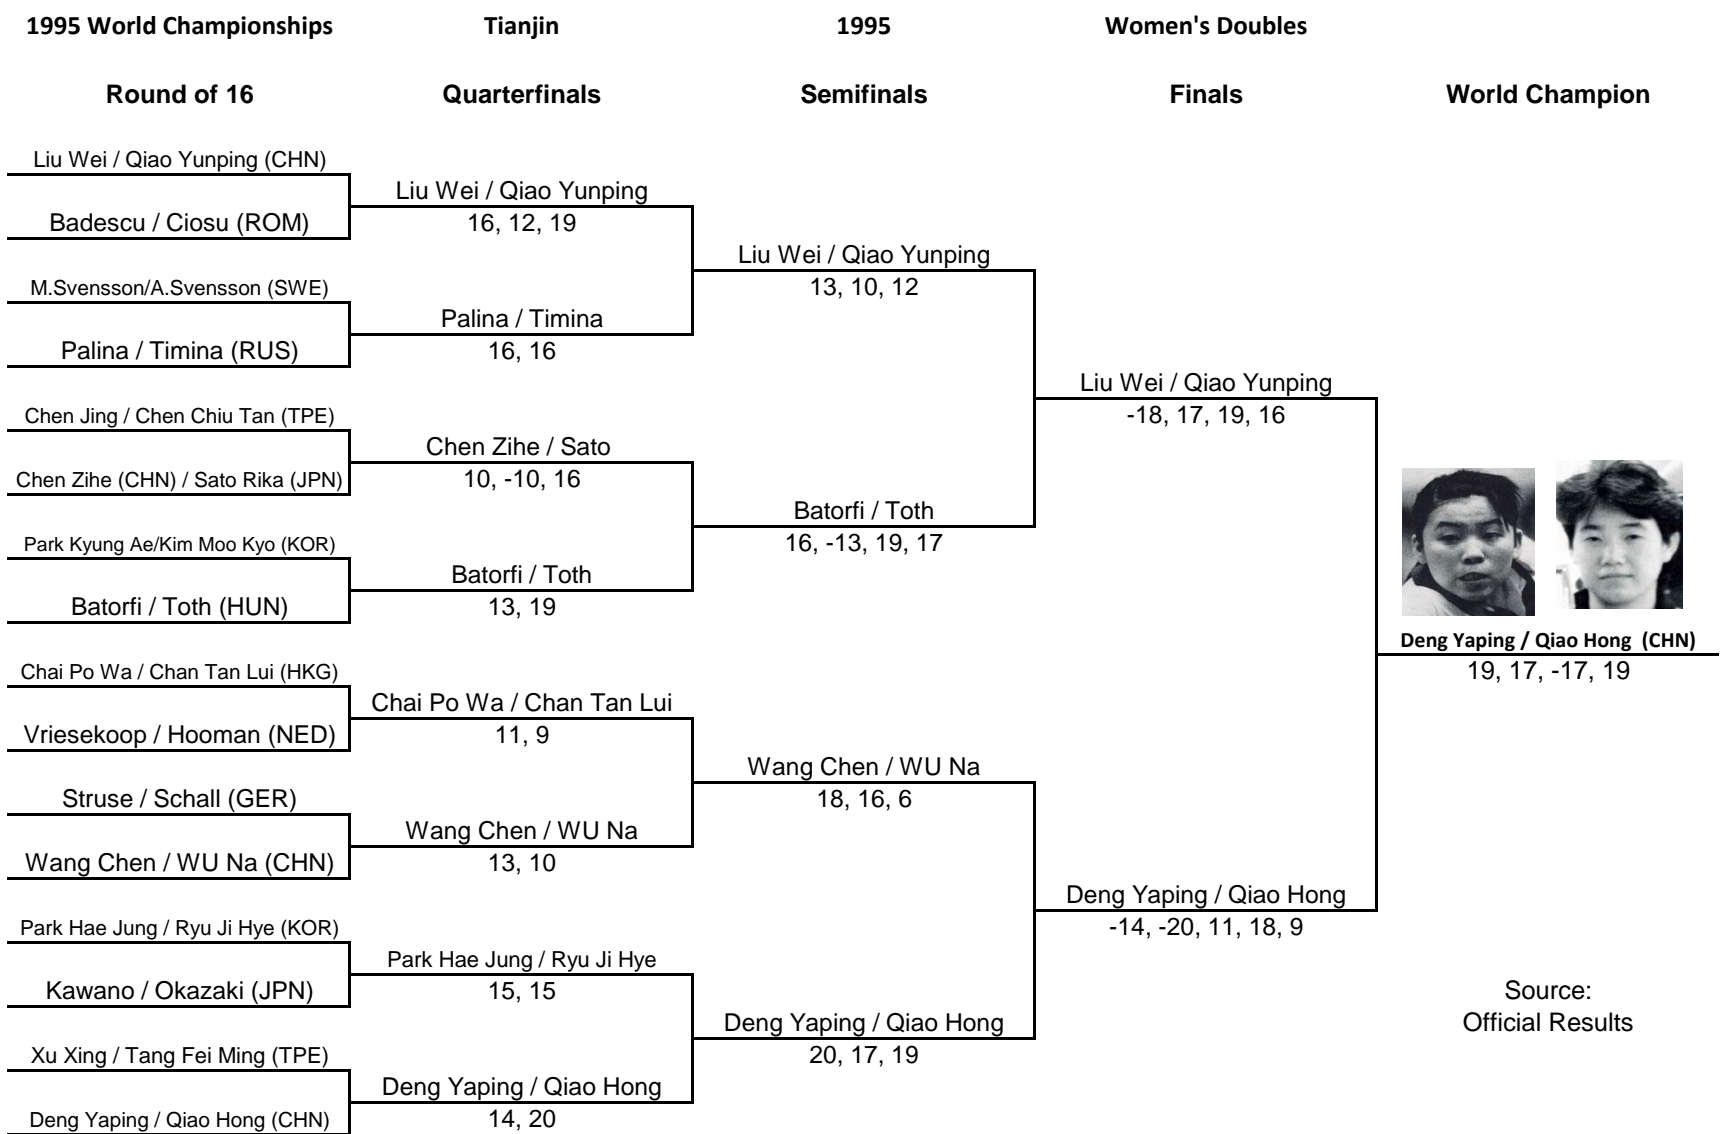 1995 World Championships Tianjin 1995 Women's Doubles
Round of 16 Quarterfinals Semifinals Finals World Champion
Liu Wei / Qiao Yunping (CHN)
Liu Wei / Qiao Yunping
Badescu / Ciosu (ROM) 16, 12, 19
Liu Wei / Qiao Yunping
M.Svensson/A.Svensson (SWE) 13, 10, 12
Palina / Timina
Palina / Timina (RUS) 16, 16
Liu Wei / Qiao Yunping
Chen Jing / Chen Chiu Tan (TPE) -18, 17, 19, 16
Chen Zihe / Sato
Chen Zihe (CHN) / Sato Rika (JPN) 10, -10, 16
Batorfi / Toth
Park Kyung Ae/Kim Moo Kyo (KOR) 16, -13, 19, 17
Batorfi / Toth
Batorfi / Toth (HUN) 13, 19
Deng Yaping / Qiao Hong (CHN)
Chai Po Wa / Chan Tan Lui (HKG) 19, 17, -17, 19
Chai Po Wa / Chan Tan Lui
Vriesekoop / Hooman (NED) 11, 9
Wang Chen / WU Na
Struse / Schall (GER) 18, 16, 6
Wang Chen / WU Na
Wang Chen / WU Na (CHN) 13, 10
Deng Yaping / Qiao Hong
Park Hae Jung / Ryu Ji Hye (KOR) -14, -20, 11, 18, 9
Park Hae Jung / Ryu Ji Hye
Kawano / Okazaki (JPN) 15, 15 Source:
Deng Yaping / Qiao Hong Official Results
Xu Xing / Tang Fei Ming (TPE) 20, 17, 19
Deng Yaping / Qiao Hong
Deng Yaping / Qiao Hong (CHN) 14, 20